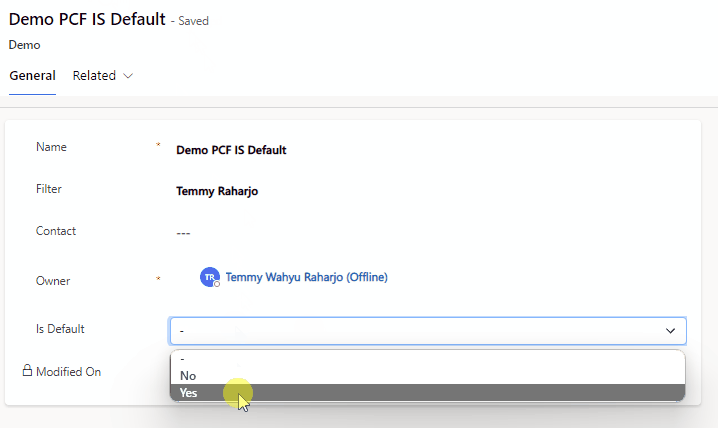 Demo PCF IS Default - Saved
Demo
General Related
Name * Demo PCF IS Default
Filter Temmy Raharjo
Contact ---
Owner * TR Temmy Wahyu Raharjo (Offline)
Is Default -
-
No
Modified On
Yes